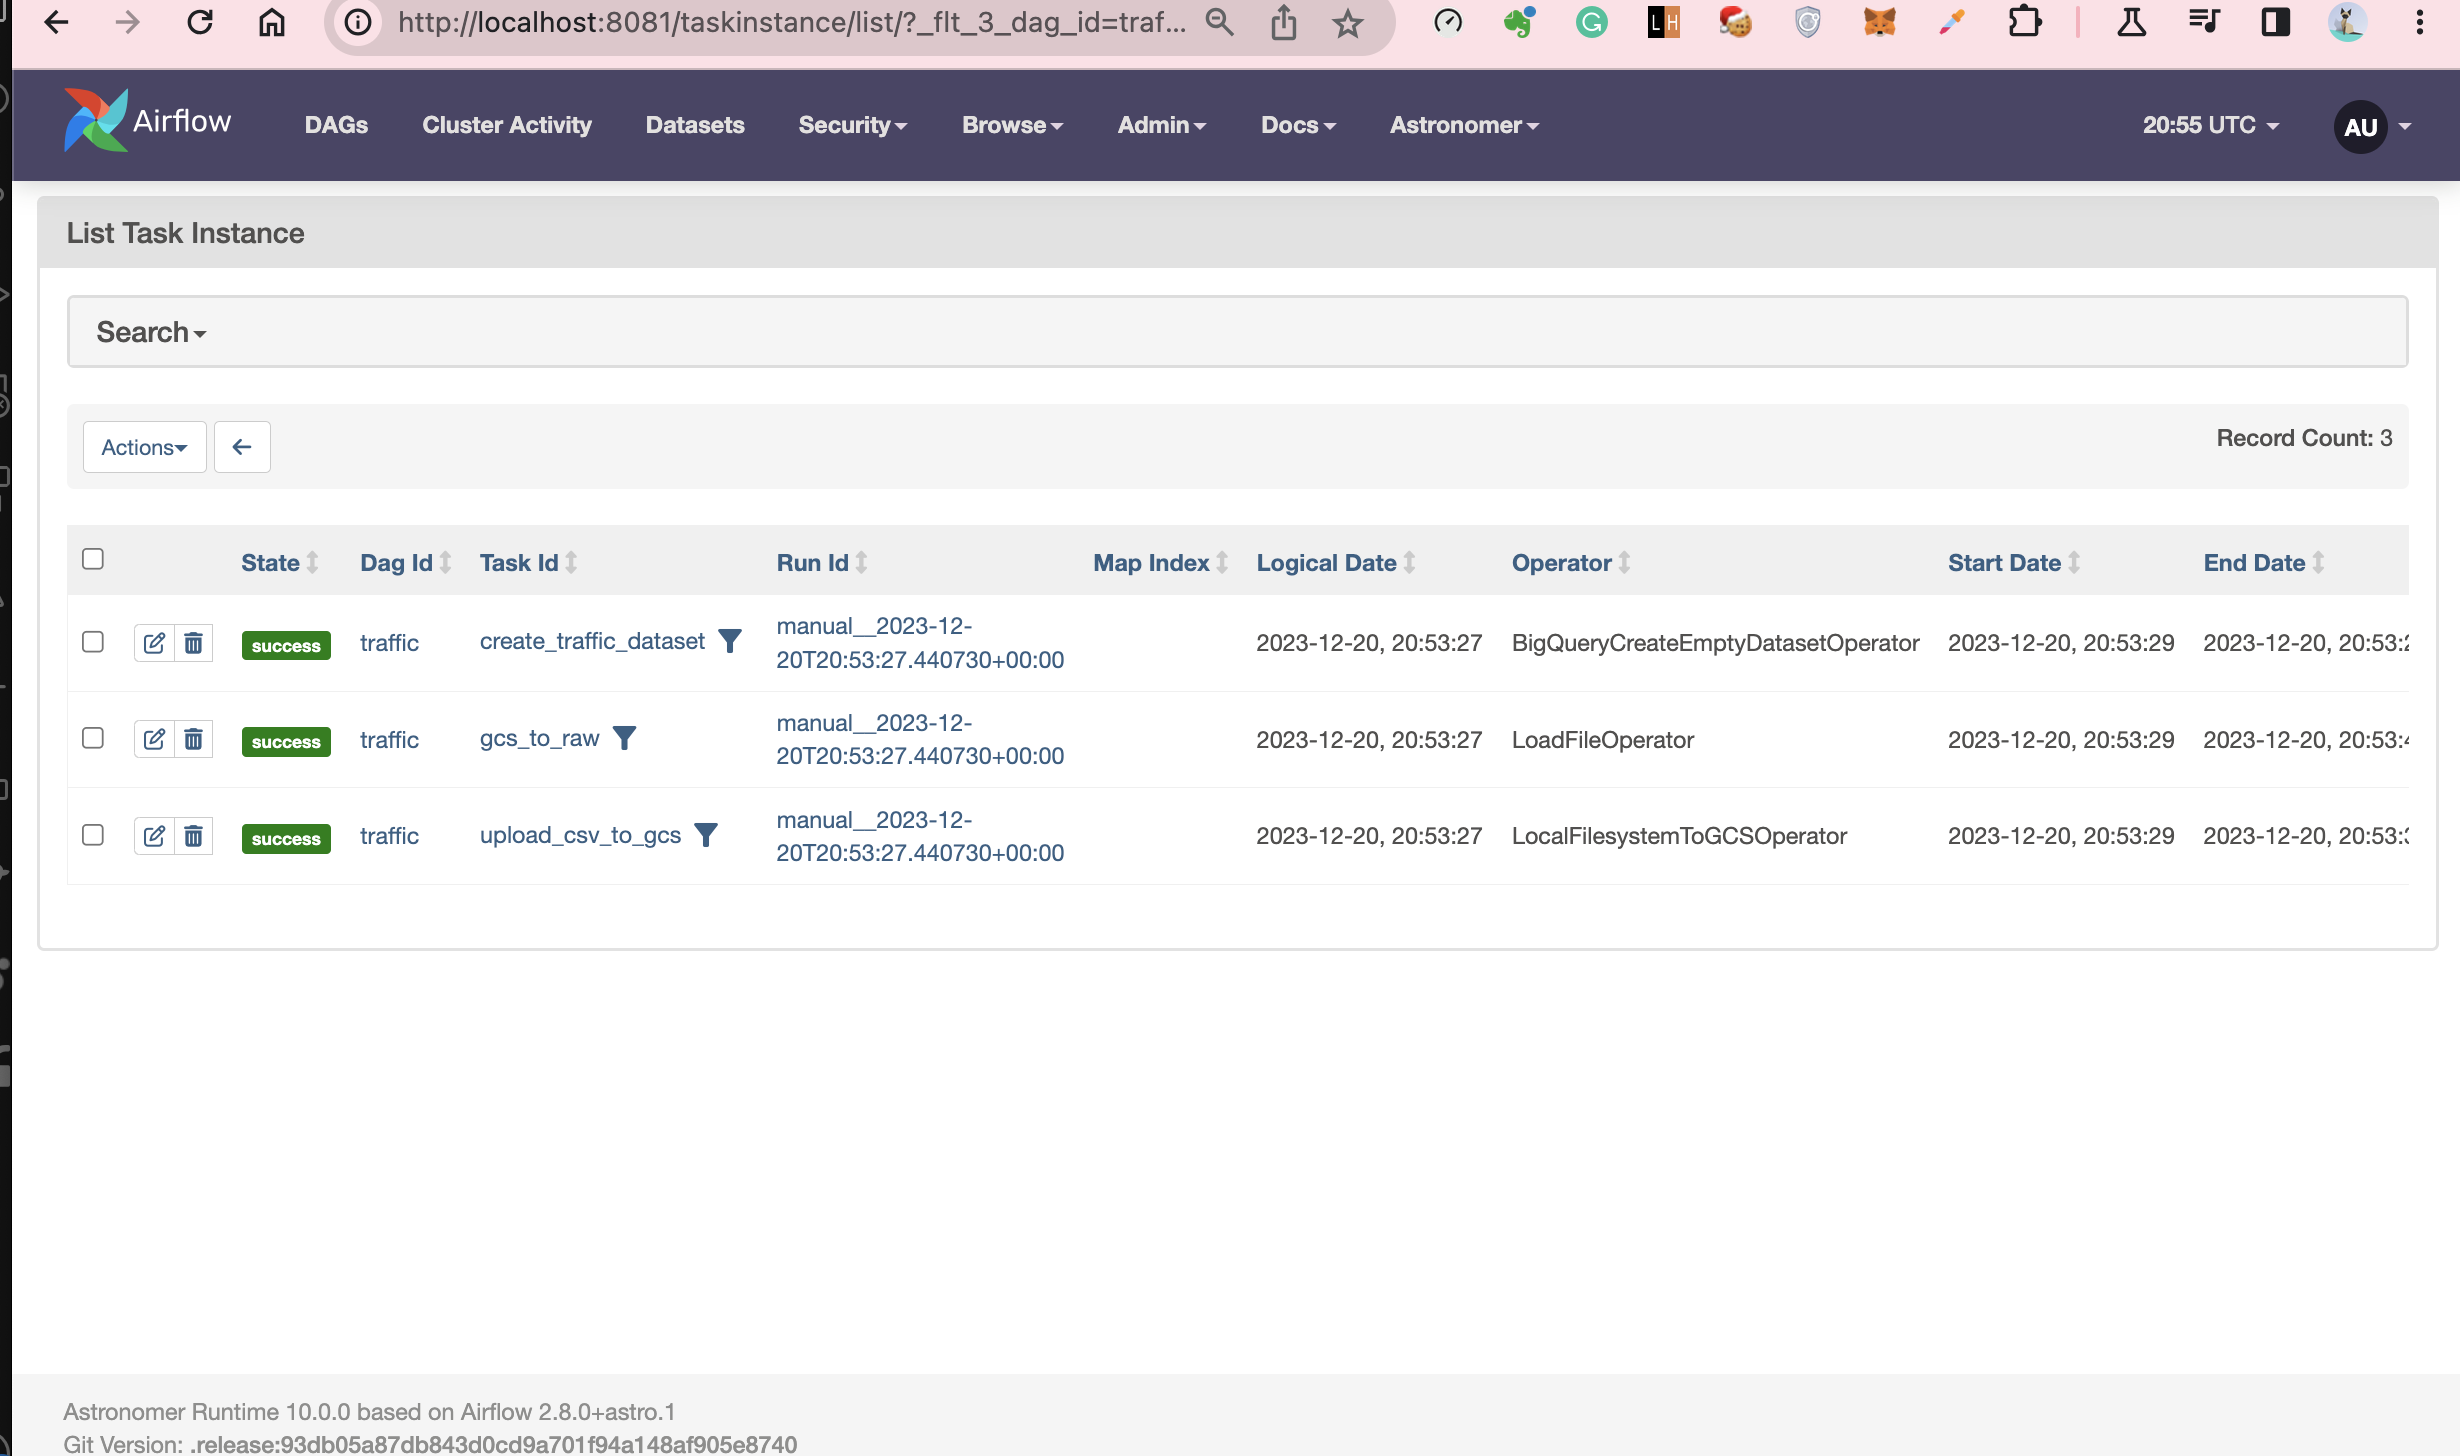 http://localhost:8081/taskinstance/list/?_flt_3_dag_id=traf...
Airflow DAGs Cluster Activity Datasets Security Browse Admin Docs Astronomer 20:55 UTC AU
List Task Instance
Search
Actions
Record Count: 3
State Dag Id Task Id Run Id Map Index Logical Date Operator Start Date End Date
success traffic create_traffic_dataset manual__2023-12-20T20:53:27.440730+00:00 2023-12-20, 20:53:27 BigQueryCreateEmptyDatasetOperator 2023-12-20, 20:53:29 2023-12-20, 20:53:2
success traffic gcs_to_raw manual__2023-12-20T20:53:27.440730+00:00 2023-12-20, 20:53:27 LoadFileOperator 2023-12-20, 20:53:29 2023-12-20, 20:53:4
success traffic upload_csv_to_gcs manual__2023-12-20T20:53:27.440730+00:00 2023-12-20, 20:53:27 LocalFilesystemToGCSOperator 2023-12-20, 20:53:29 2023-12-20, 20:53:3
Astronomer Runtime 10.0.0 based on Airflow 2.8.0+astro.1
Git Version: .release:93db05a87db843d0cd9a701f94a148af905e8740